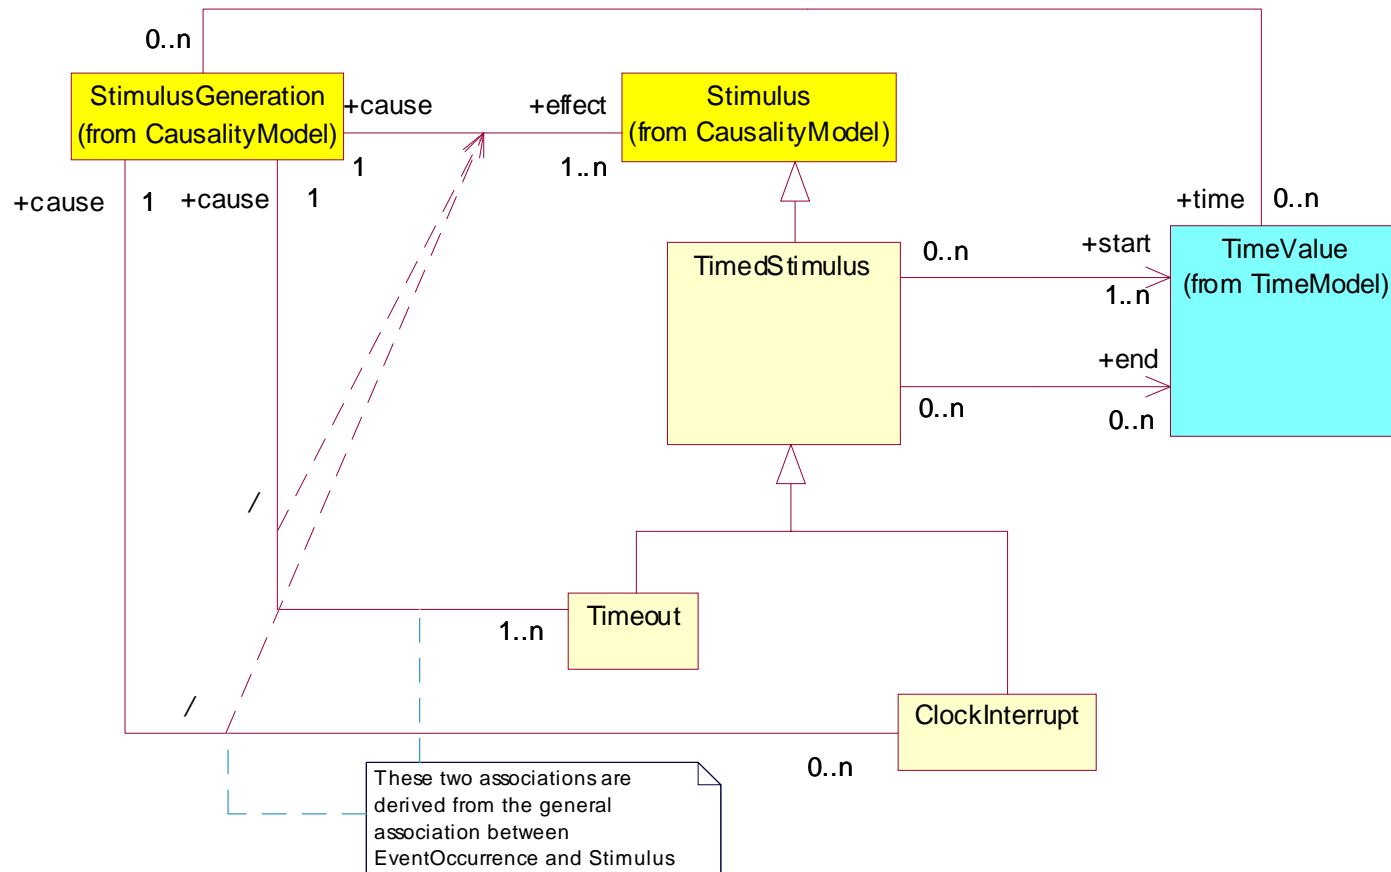 0..n
StimulusGeneration
(from CausalityModel)
+cause
1
+effect
1..n
Stimulus
(from CausalityModel)
+cause
1
+cause
1
+time
0..n
TimedStimulus
0..n
+start
1..n
TimeValue
(from TimeModel)
+end
0..n
0..n
/
Timeout
1..n
/
ClockInterrupt
0..n
These two associations are
derived from the general
association between
EventOccurrence and Stimulus